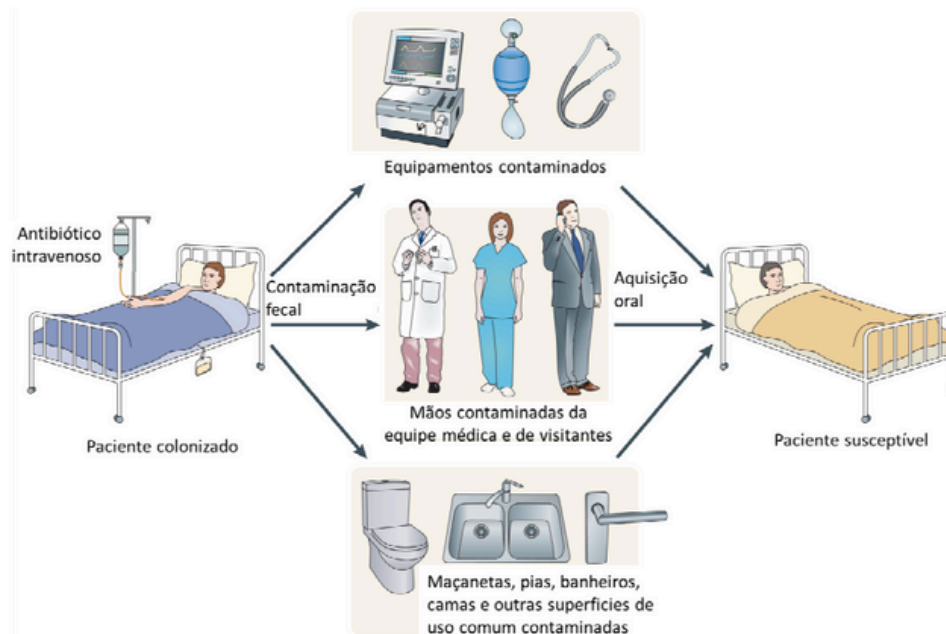 Equipamentos contaminados
Antibiótico
intravenoso
Contaminação
fecal
Aquisição
oral
Mãos contaminadas da
equipe médica e de visitantes
Paciente colonizado
Paciente susceptível
Maçanetas, pias, banheiros,
camas e outras superficies de
uso comum contaminadas